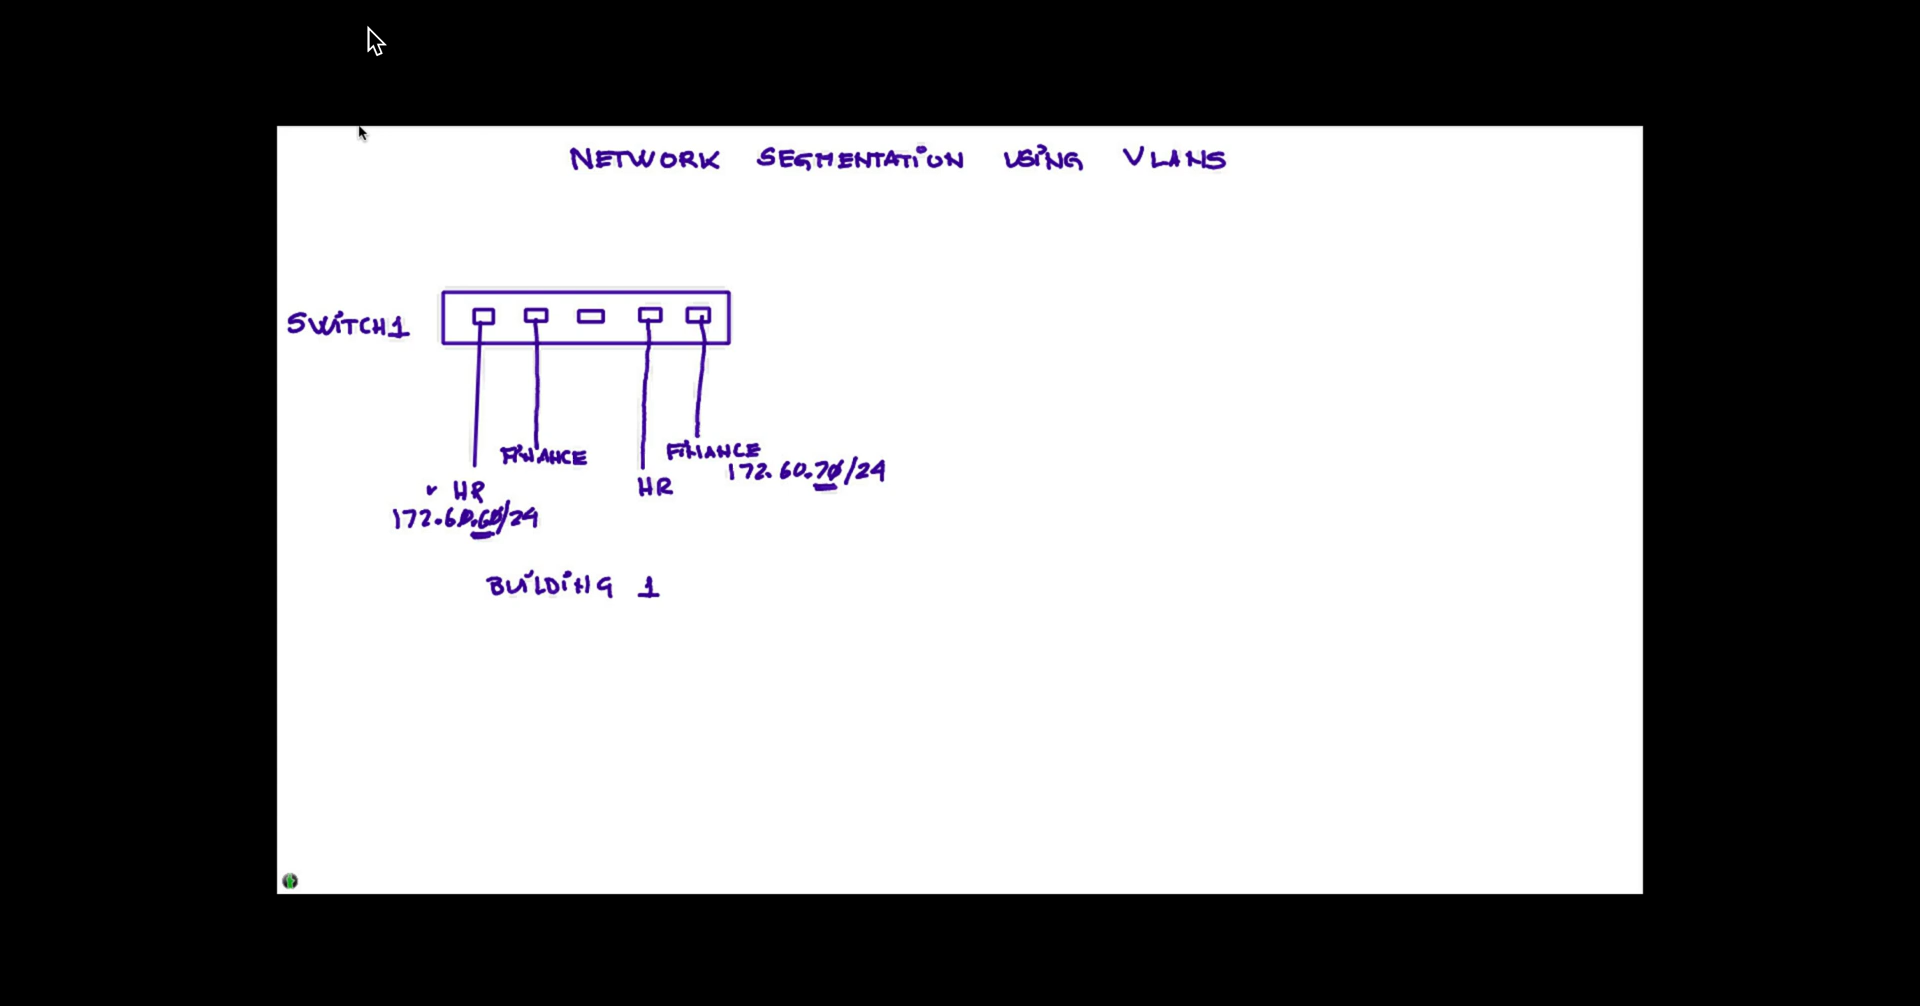 NETWORK SEGMENTATION USING VLANS
SWITCH1
FINANCE
FINANCE
172.60.70/24
HR
HR
172.60.60/24
BUILDING 1